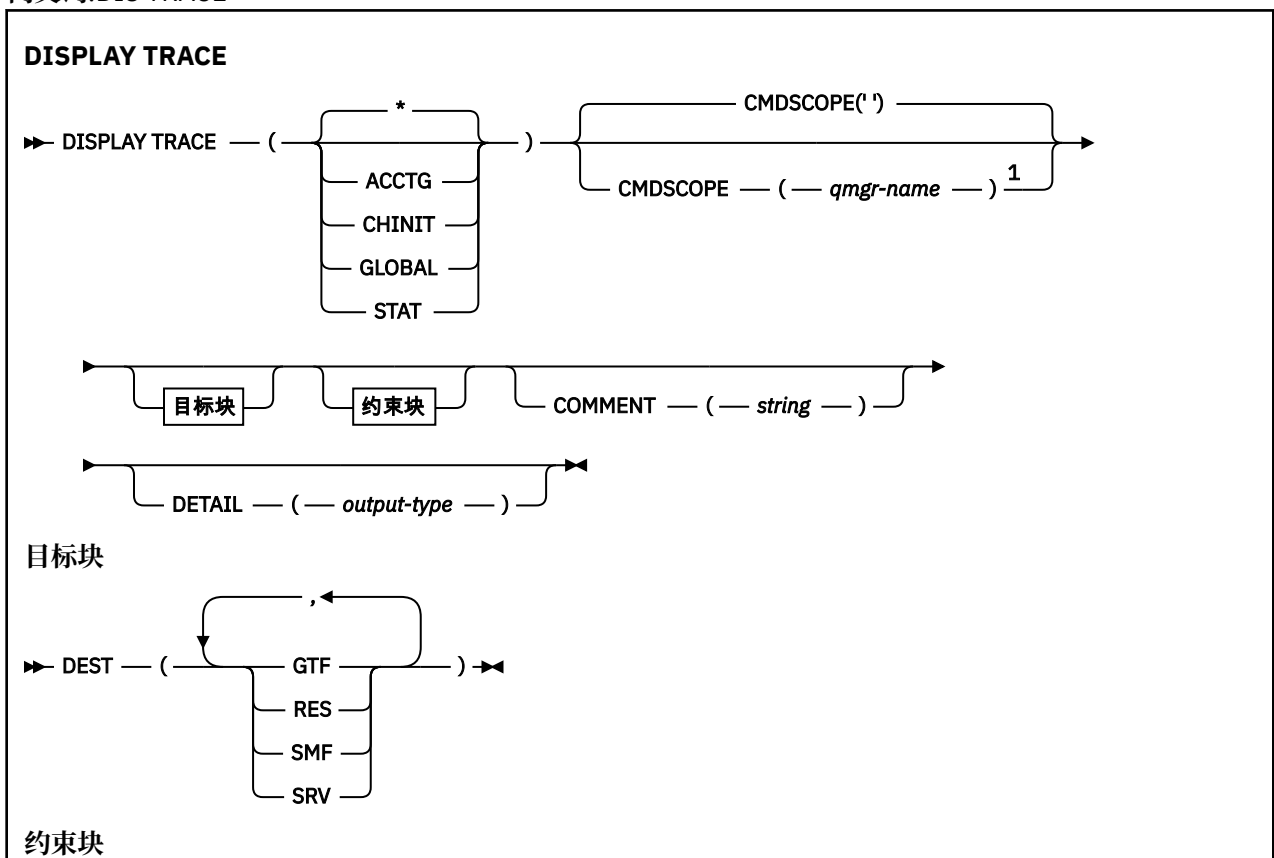 DISPLAY TRACE
*
CMDSCOPE(' ')
DISPLAY TRACE ( )
ACCTG
CMDSCOPE ( qmgr-name ) 1
CHINIT
GLOBAL
STAT
目标块 约束块 COMMENT ( string )
DETAIL ( output-type )
目标块
,
DEST ( GTF )
RES
SMF
SRV
约束块